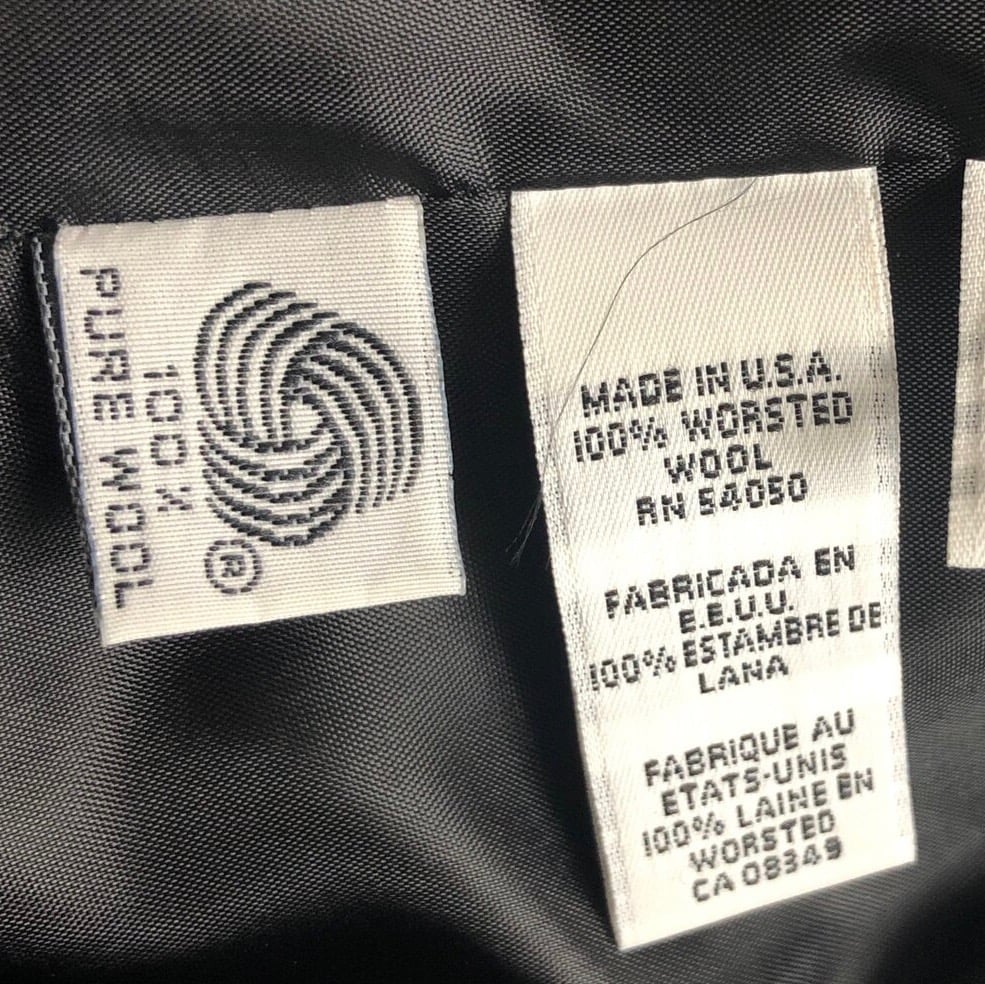 100%
PURE WOOL
®
MADE IN U.S.A.
100% WORSTED
WOOL
RN 54050
FABRICADA EN
E.E.U.U.
100% ESTAMBRE DE
LANA
FABRIQUE AU
ETATS-UNIS
100% LAINE EN
WORSTED
CA 08349